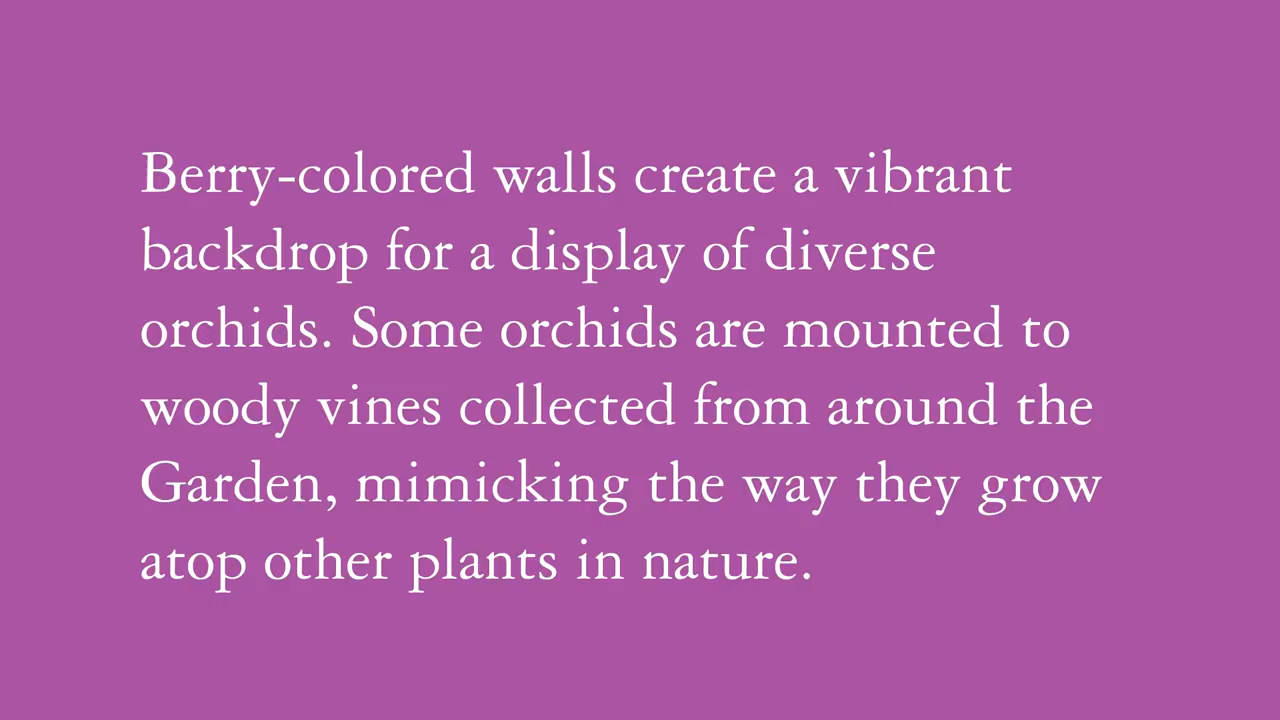 Berry-colored walls create a vibrant
backdrop for a display of diverse
orchids. Some orchids are mounted to
woody vines collected from around the
Garden, mimicking the way they grow
atop other plants in nature.